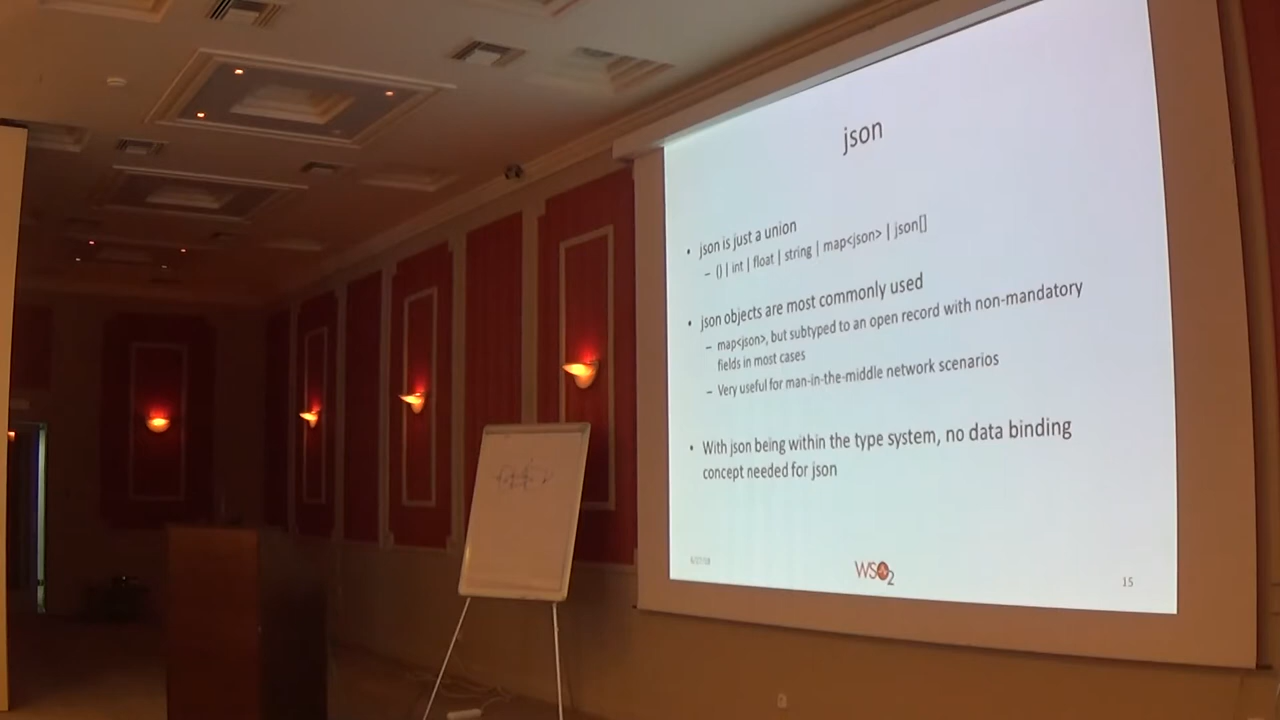 json
• json is just a union
– () | int | float | string | map<json> | json[]
• json objects are most commonly used
– map<json>, but subtyped to an open record with non-mandatory
fields in most cases
– Very useful for man-in-the-middle network scenarios
• With json being within the type system, no data binding
concept needed for json
WSO2
15